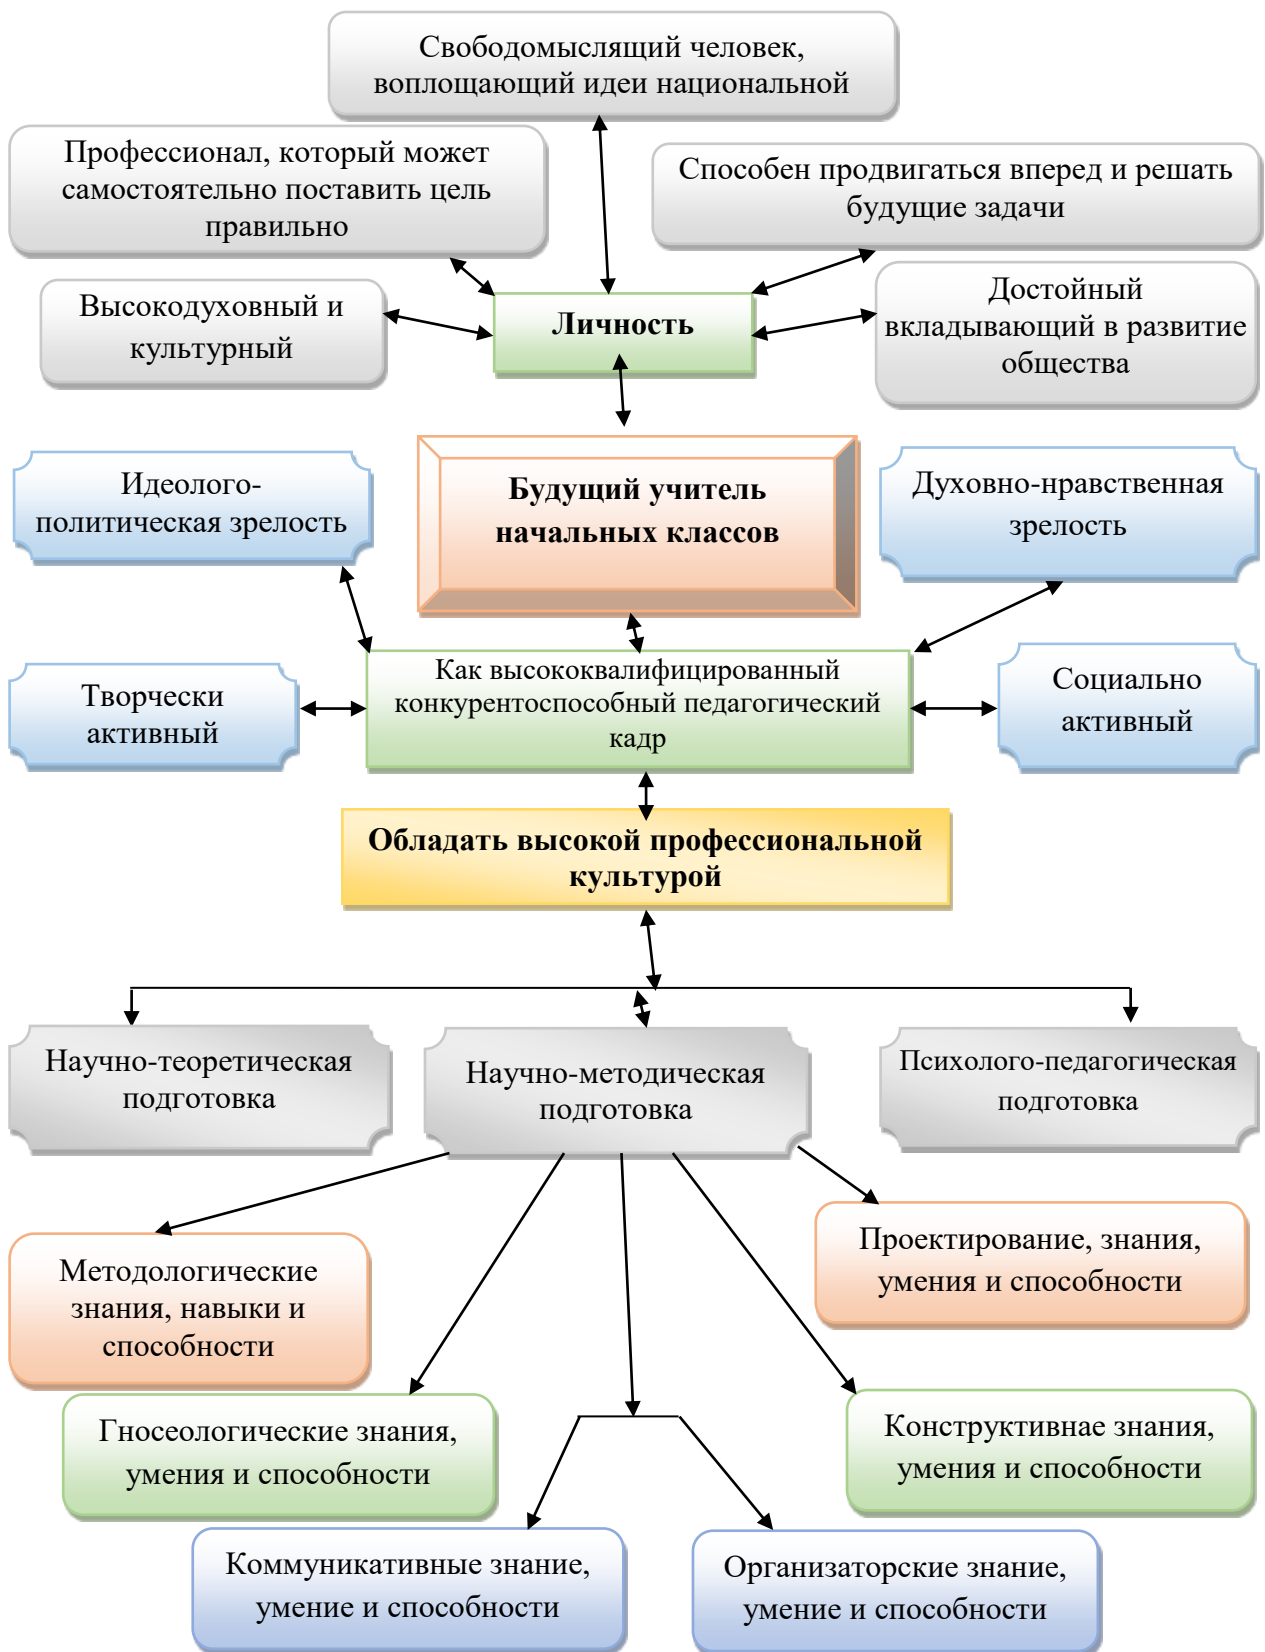 Свободомыслящий человек,
воплощающий идеи национальной
Профессионал, который может
самостоятельно поставить цель
правильно
Способен продвигаться вперед и решать
будущие задачи
Высокодуховный и
культурный
Личность
Достойный
вкладывающий в развитие
общества
Идеолого-
политическая зрелость
Будущий учитель
начальных классов
Духовно-нравственная
зрелость
Творчески
активный
Как высококвалифицированный
конкурентоспособный педагогический
кадр
Социально
активный
Обладать высокой профессиональной
культурой
Научно-теоретическая
подготовка
Научно-методическая
подготовка
Психолого-педагогическая
подготовка
Методологические
знания, навыки и
способности
Проектирование, знания,
умения и способности
Гносеологические знания,
умения и способности
Конструктивнае знания,
умения и способности
Коммуникативные знание,
умение и способности
Организаторские знание,
умение и способности